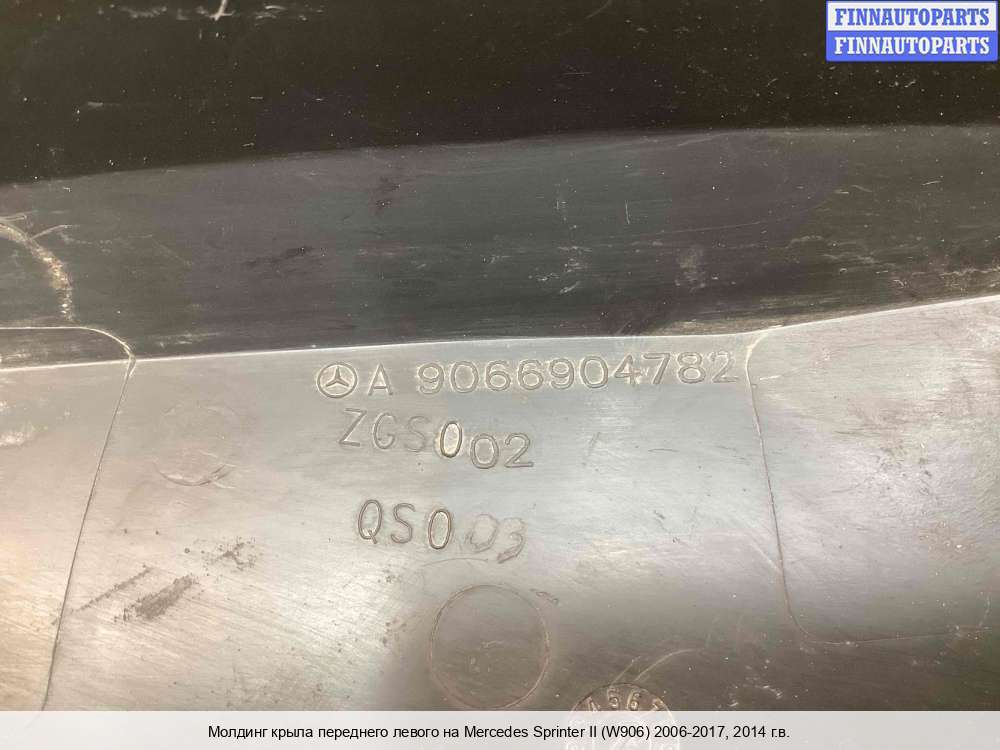 FINNAUTOPARTS
FINNAUTOPARTS
A 9066904782
ZGS002
QS003
Молдинг крыла переднего левого на Mercedes Sprinter II (W906) 2006-2017, 2014 г.в.